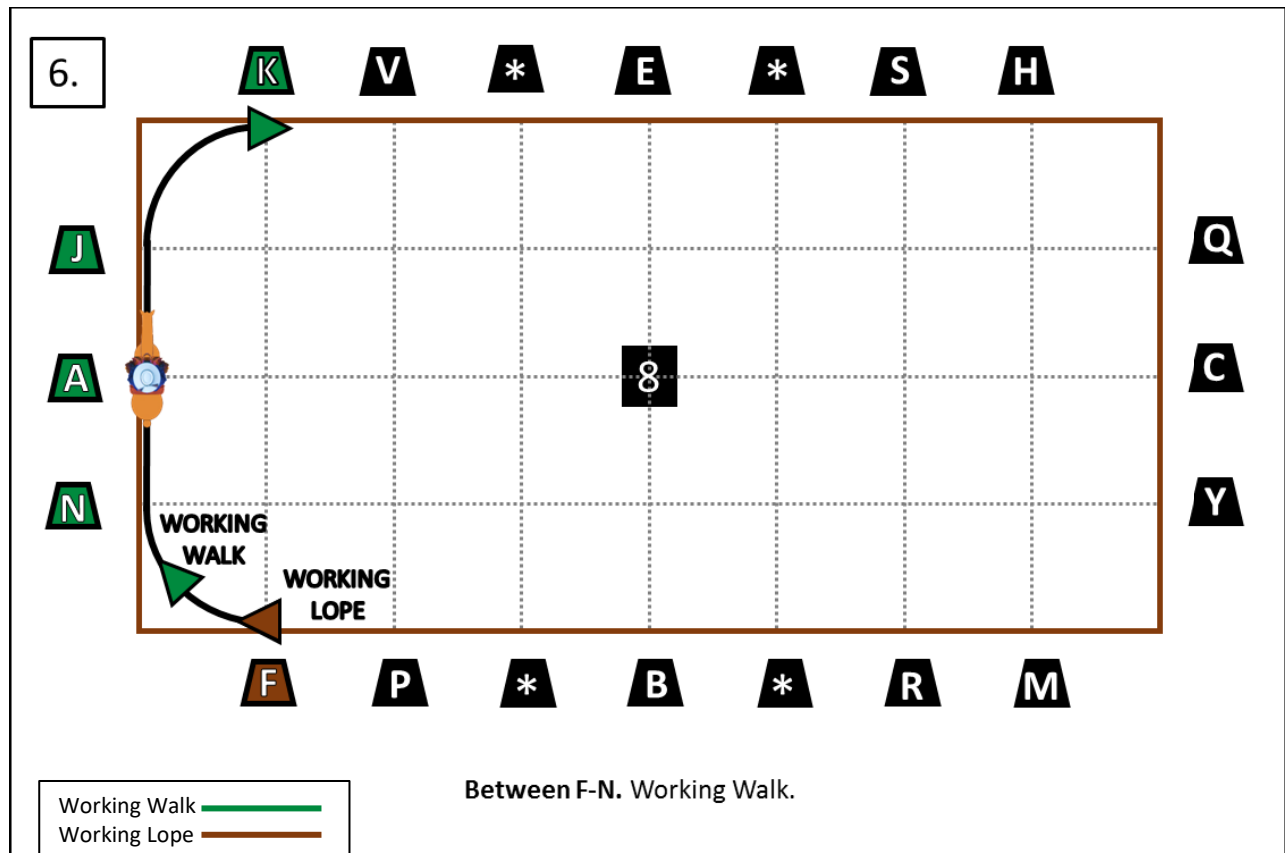 6.
K V * E * S H
J Q
A 8 C
N Y
WORKING
WALK
WORKING
LOPE
F P * B * R M
Between F-N. Working Walk.
Working Walk
Working Lope